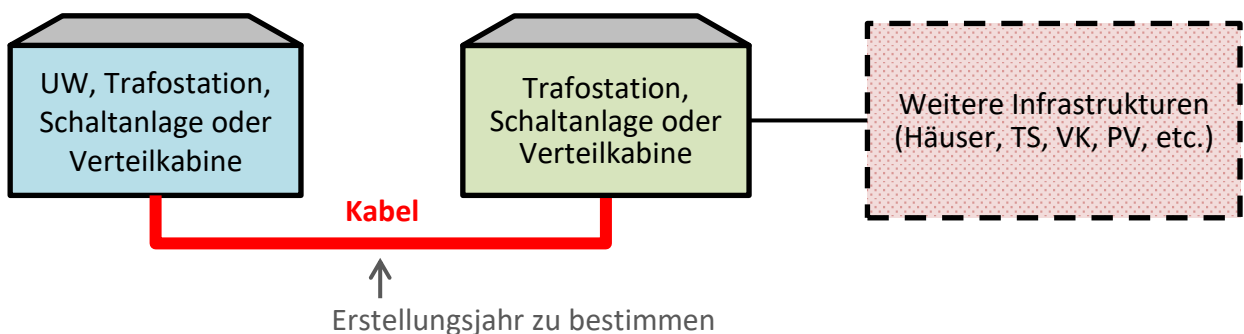 UW, Trafostation,
Schaltanlage oder
Verteilkabine
Trafostation,
Schaltanlage oder
Verteilkabine
Weitere Infrastrukturen
(Häuser, TS, VK, PV, etc.)
Kabel
Erstellungsjahr zu bestimmen